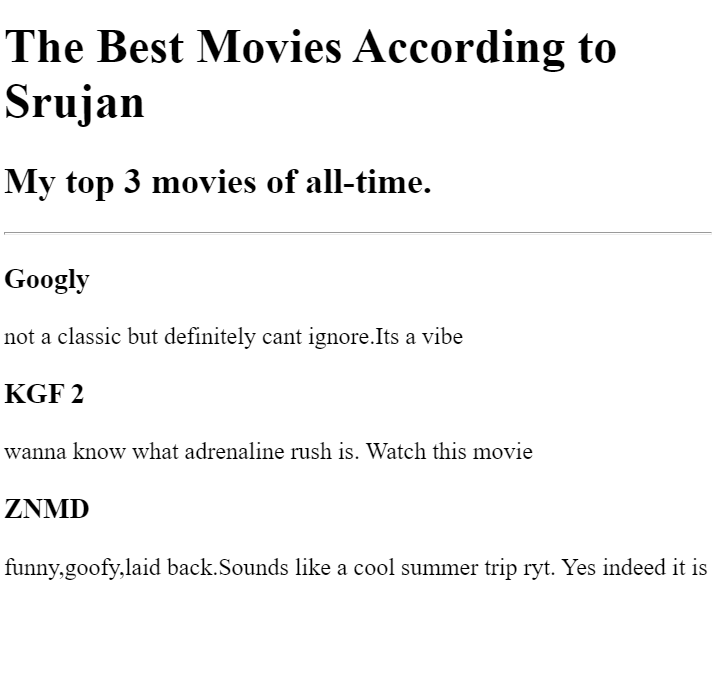 The Best Movies According to
Srujan
My top 3 movies of all-time.
Googly
not a classic but definitely cant ignore.Its a vibe
KGF 2
wanna know what adrenaline rush is. Watch this movie
ZNMD
funny,goofy,laid back.Sounds like a cool summer trip ryt. Yes indeed it is